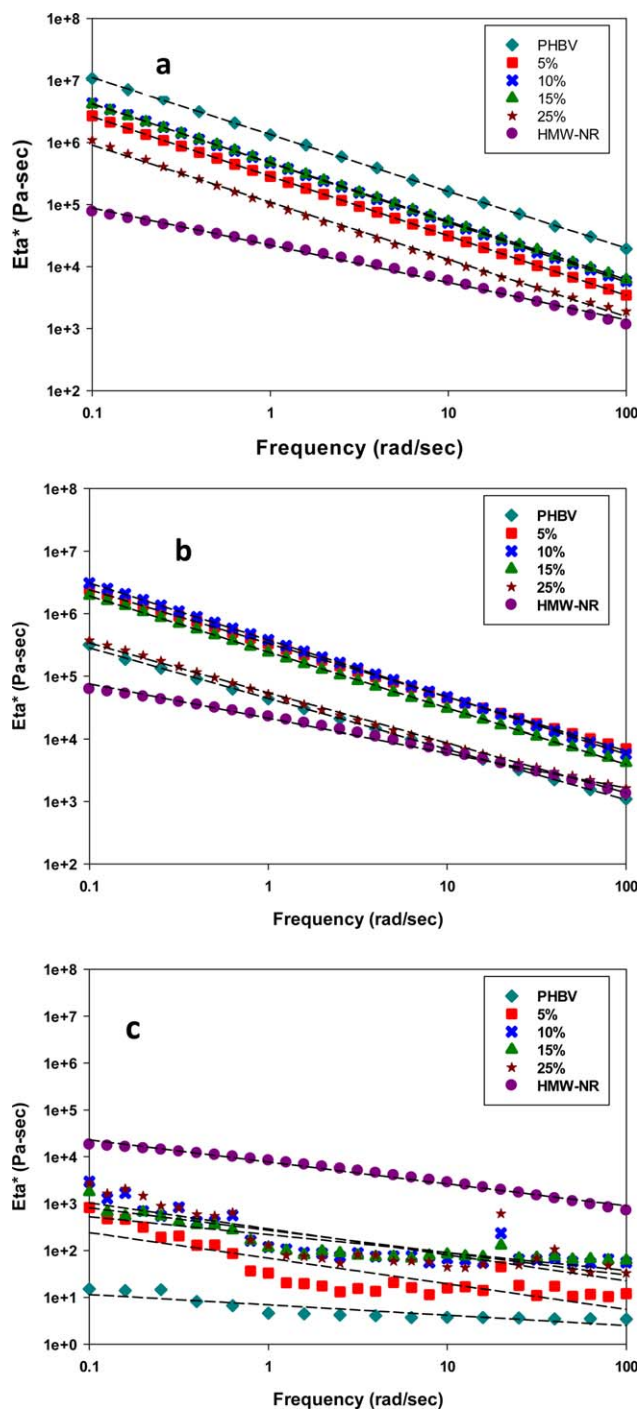 1e+8
1e+7
1e+6
1e+5
1e+4
1e+3
1e+2
Eta* (Pa-sec)
a
PHBV
5%
10%
15%
25%
HMW-NR
0.1 1 10 100
Frequency (rad/sec)
1e+8
1e+7
1e+6
1e+5
1e+4
1e+3
1e+2
Eta* (Pa-sec)
b
PHBV
5%
10%
15%
25%
HMW-NR
0.1 1 10 100
Frequency (rad/sec)
1e+8
1e+7
1e+6
1e+5
1e+4
1e+3
1e+2
1e+1
1e+0
Eta* (Pa-sec)
c
PHBV
5%
10%
15%
25%
HMW-NR
0.1 1 10 100
Frequency (rad/sec)